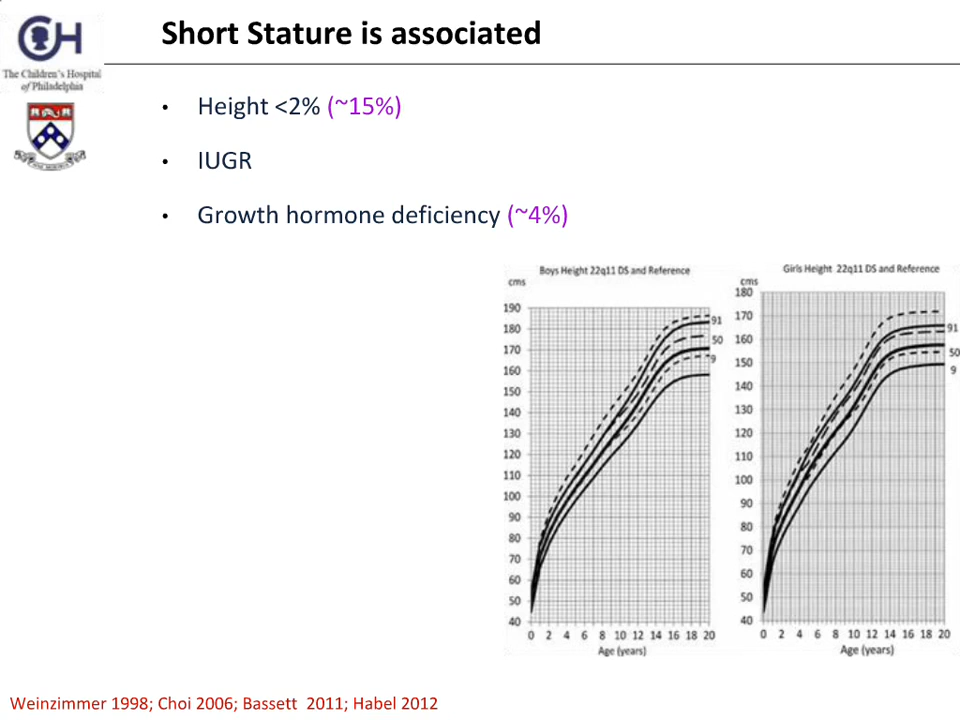 Short Stature is associated
CH
The Children's Hospital
of Philadelphia
• Height <2% (~15%)
• IUGR
• Growth hormone deficiency (~4%)
Boys Height 22q11 DS and Reference
cms
190
180
170
160
150
140
130
120
110
100
90
80
70
60
50
40
91
50
9
0 2 4 6 8 10 12 14 16 18 20
Age (years)
Girls Height 22q11 DS and Reference
cms
180
170
160
150
140
130
120
110
100
90
80
70
60
50
40
91
50
9
0 2 4 6 8 10 12 14 16 18 20
Age (years)
Weinzimmer 1998; Choi 2006; Bassett 2011; Habel 2012